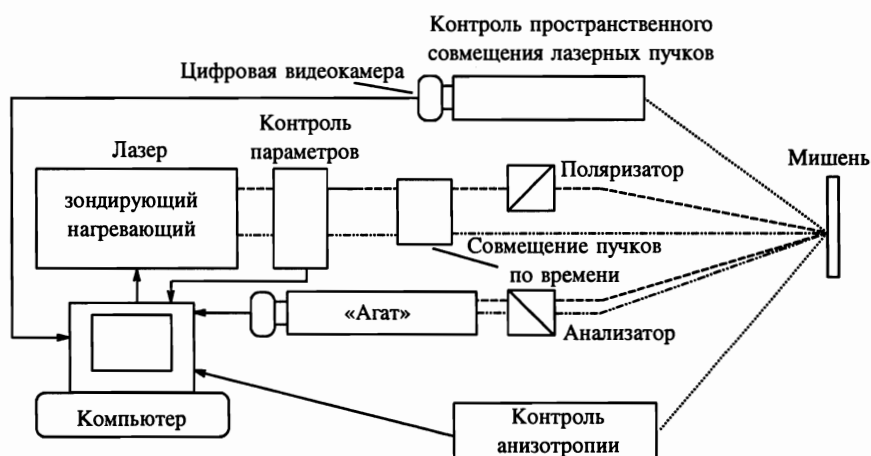 Контроль пространственного
совмещения лазерных пучков
Цифровая видеокамера
Контроль
параметров
Лазер
зондирующий
нагревающий
Поляризатор
Мишень
Совмещение пучков
по времени
«Агат»
Анализатор
Компьютер
Контроль
анизотропии